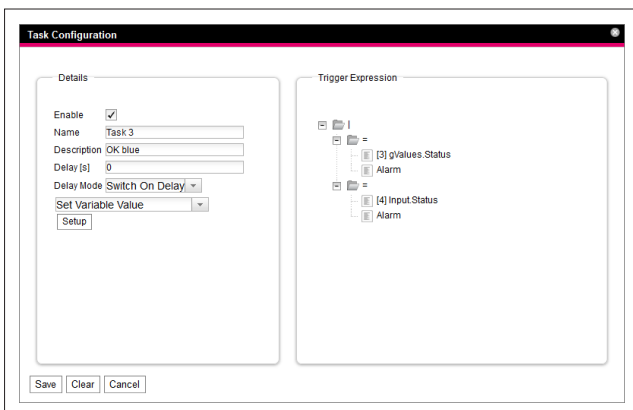 Task Configuration
Details
Enable
Name Task 3
Description OK blue
Delay [s] 0
Delay Mode Switch On Delay
Set Variable Value
Setup
Trigger Expression
|
=
[3] gValues.Status
Alarm
=
[4] Input.Status
Alarm
Save Clear Cancel